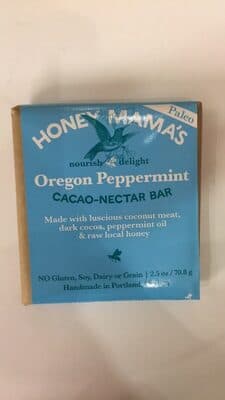 Paleo
HONEY MAMA'S
nourish & delight
Oregon Peppermint
CACAO-NECTAR BAR
Made with luscious coconut meat,
dark cocoa, peppermint oil
& raw local honey
NO Gluten, Soy, Dairy or Grain | 2.5 oz / 70.8 g
Handmade in Portland,